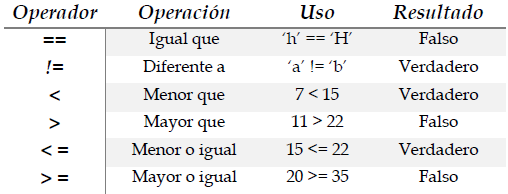 Operador Operación Uso Resultado
== Igual que ‘h’ == ‘H’ Falso
!= Diferente a ‘a’ != ‘b’ Verdadero
< Menor que 7 < 15 Verdadero
> Mayor que 11 > 22 Falso
< = Menor o igual 15 <= 22 Verdadero
> = Mayor o igual 20 >= 35 Falso